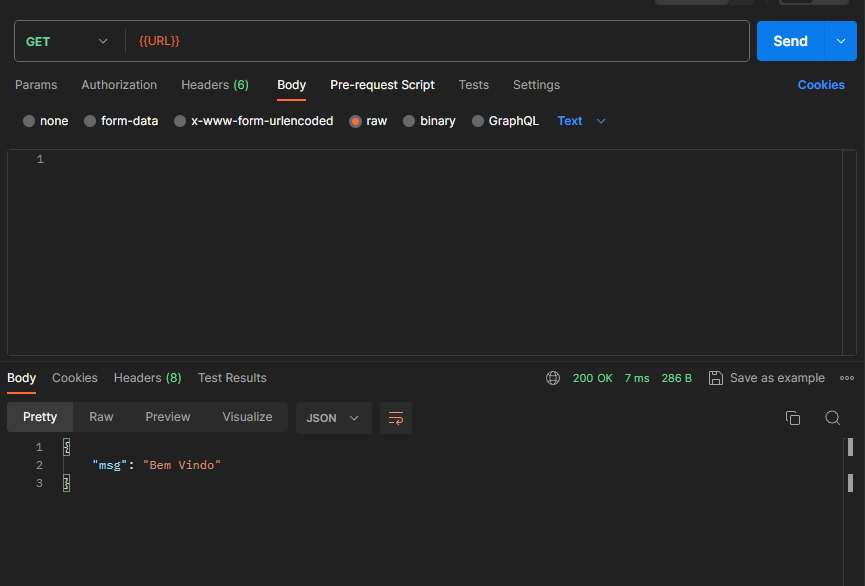 GET {{URL}} Send
Params Authorization Headers (6) Body Pre-request Script Tests Settings Cookies
none form-data x-www-form-urlencoded raw binary GraphQL Text
1
Body Cookies Headers (8) Test Results 200 OK 7 ms 286 B Save as example
Pretty Raw Preview Visualize JSON
1 {
2 "msg": "Bem Vindo"
3 }